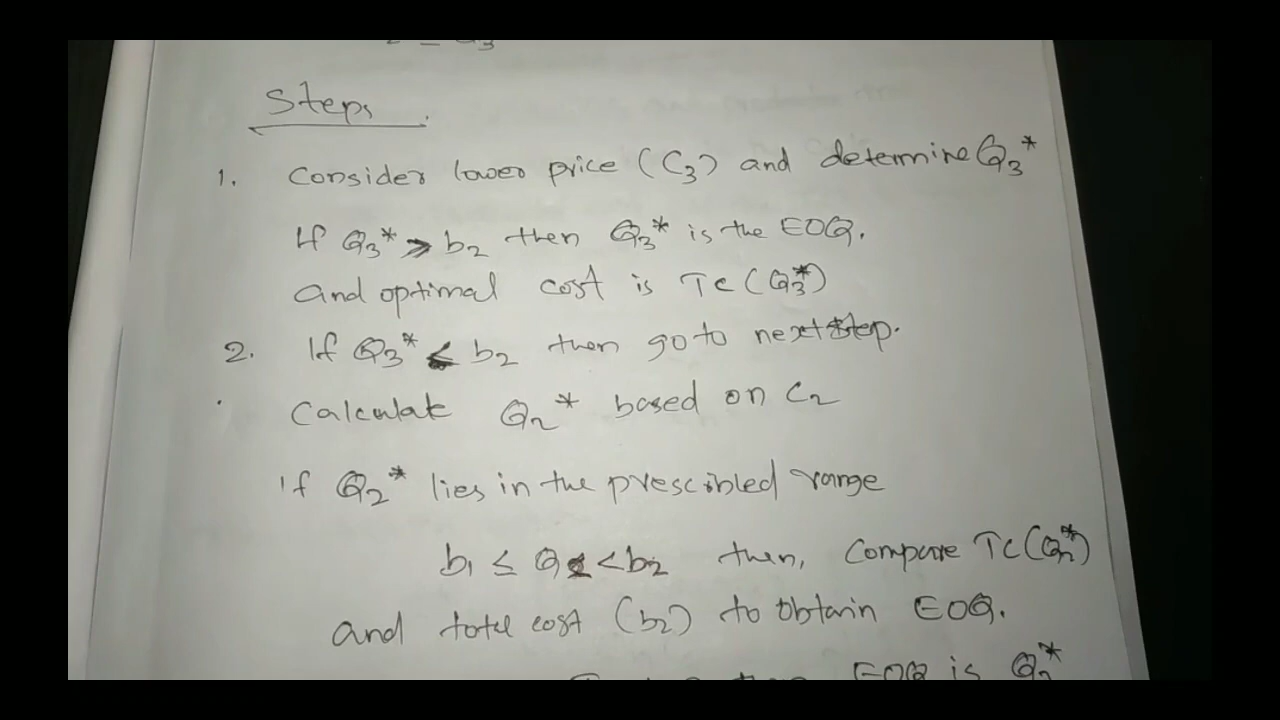 Steps
1. Consider lower price (C3) and determine Q3*
If Q3* > b2 then Q3* is the EOQ.
and optimal cost is TC (Q3*)
2. If Q3* < b2 then go to next step.
Calculate Q2* based on C2
If Q2* lies in the prescribled range
b1 ≤ Q2 < b2 then, Compare TC(Q2*)
and total cost (b2) to obtain EOQ.
EOQ is Q2*